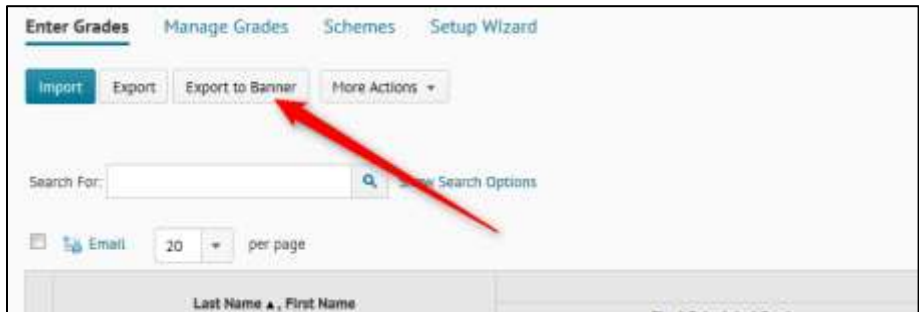 Enter Grades Manage Grades Schemes Setup Wizard
Import Export Export to Banner More Actions
Search For: Show Search Options
Email 20 per page
Last Name ▲, First Name